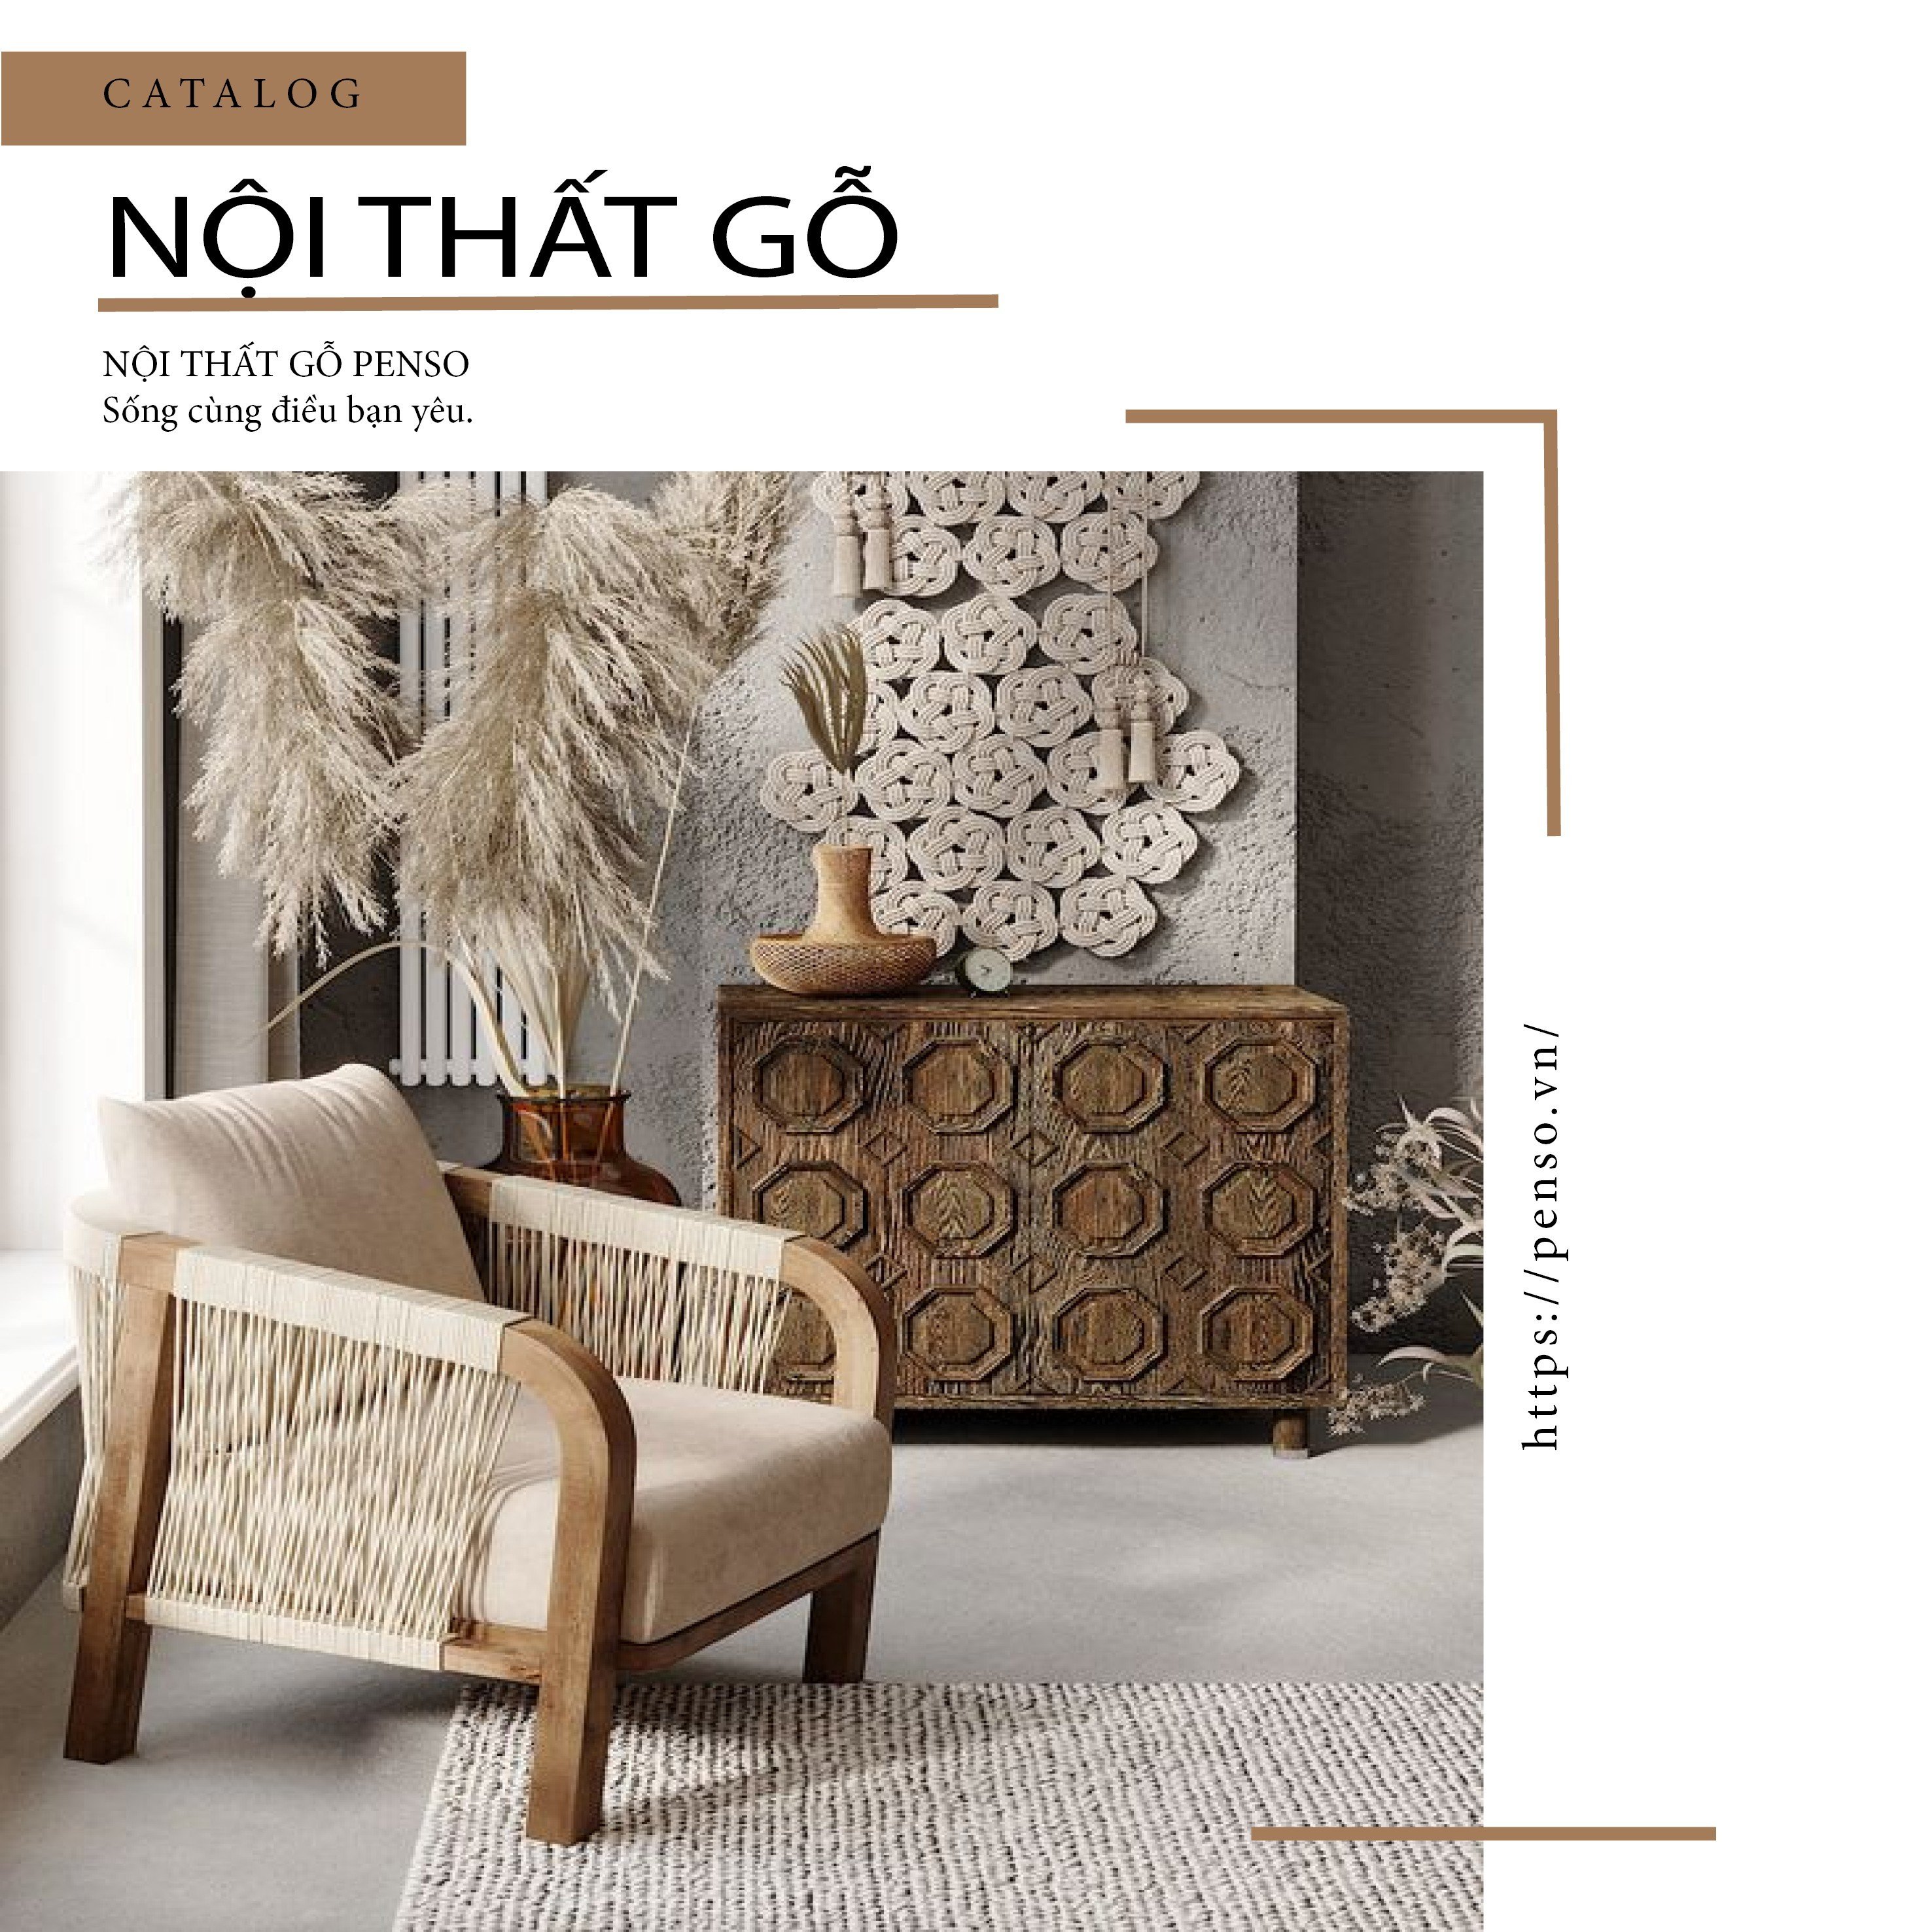 CATALOG
NỘI THẤT GỖ
NỘI THẤT GỖ PENSO
Sống cùng điều bạn yêu.
https://penso.vn/